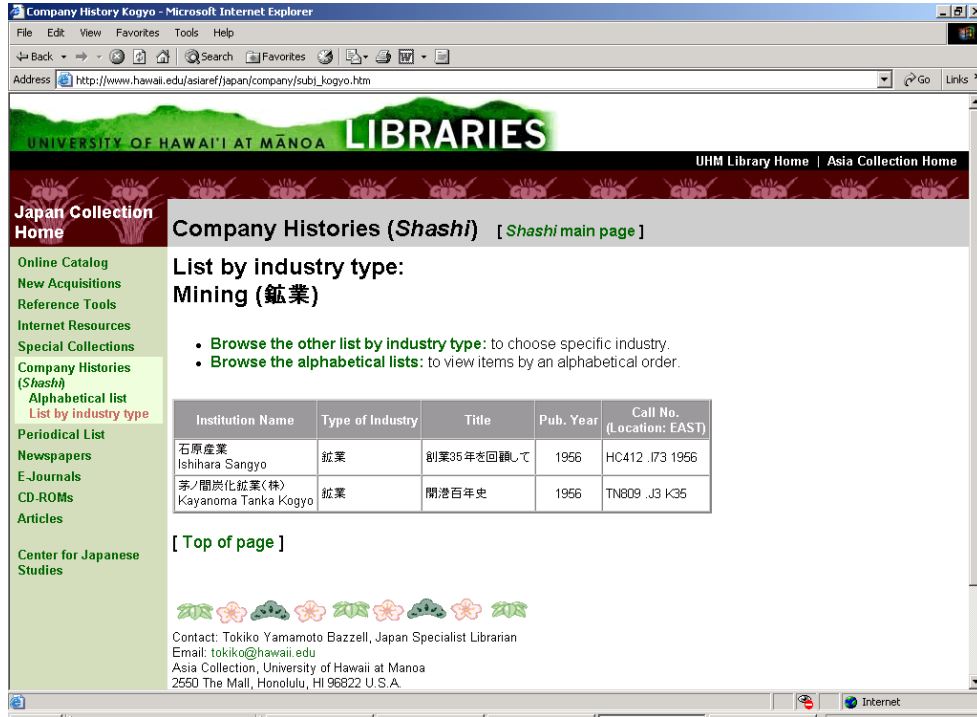 Company History Kogyo - Microsoft Internet Explorer
File Edit View Favorites Tools Help
Back Search Favorites
Address http://www.hawaii.edu/asiaref/japan/company/subj_kogyo.htm Go Links
UNIVERSITY OF HAWAI'I AT MĀNOA LIBRARIES
UHM Library Home | Asia Collection Home
Japan Collection
Home
Company Histories (Shashi) [ Shashi main page ]
Online Catalog
New Acquisitions
Reference Tools
Internet Resources
Special Collections
Company Histories
(Shashi)
Alphabetical list
List by industry type
Periodical List
Newspapers
E-Journals
CD-ROMs
Articles
Center for Japanese
Studies
List by industry type:
Mining (鉱業)
• Browse the other list by industry type: to choose specific industry.
• Browse the alphabetical lists: to view items by an alphabetical order.
Institution Name Type of Industry Title Pub. Year Call No.
(Location: EAST)
石原産業
Ishihara Sangyo 鉱業 創業35年を回顧して 1956 HC412 .I73 1956
茅ノ間炭化鉱業(株)
Kayanoma Tanka Kogyo 鉱業 開港百年史 1956 TN809 .J3 K35
[ Top of page ]
Contact: Tokiko Yamamoto Bazzell, Japan Specialist Librarian
Email: tokiko@hawaii.edu
Asia Collection, University of Hawaii at Manoa
2550 The Mall, Honolulu, HI 96822 U.S.A.
Internet